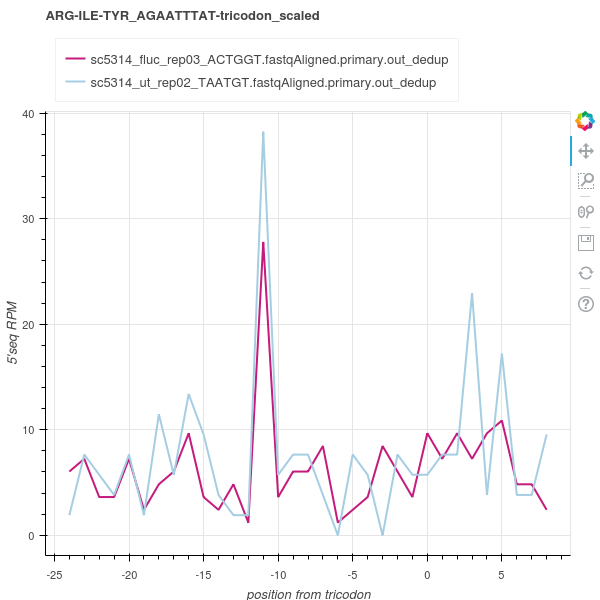 ARG-ILE-TYR_AGAATTTAT-tricodon_scaled
sc5314_fluc_rep03_ACTGGT.fastqAligned.primary.out_dedup
sc5314_ut_rep02_TAATGT.fastqAligned.primary.out_dedup
40
30
20
10
0
5'seq RPM
-25 -20 -15 -10 -5 0 5
position from tricodon